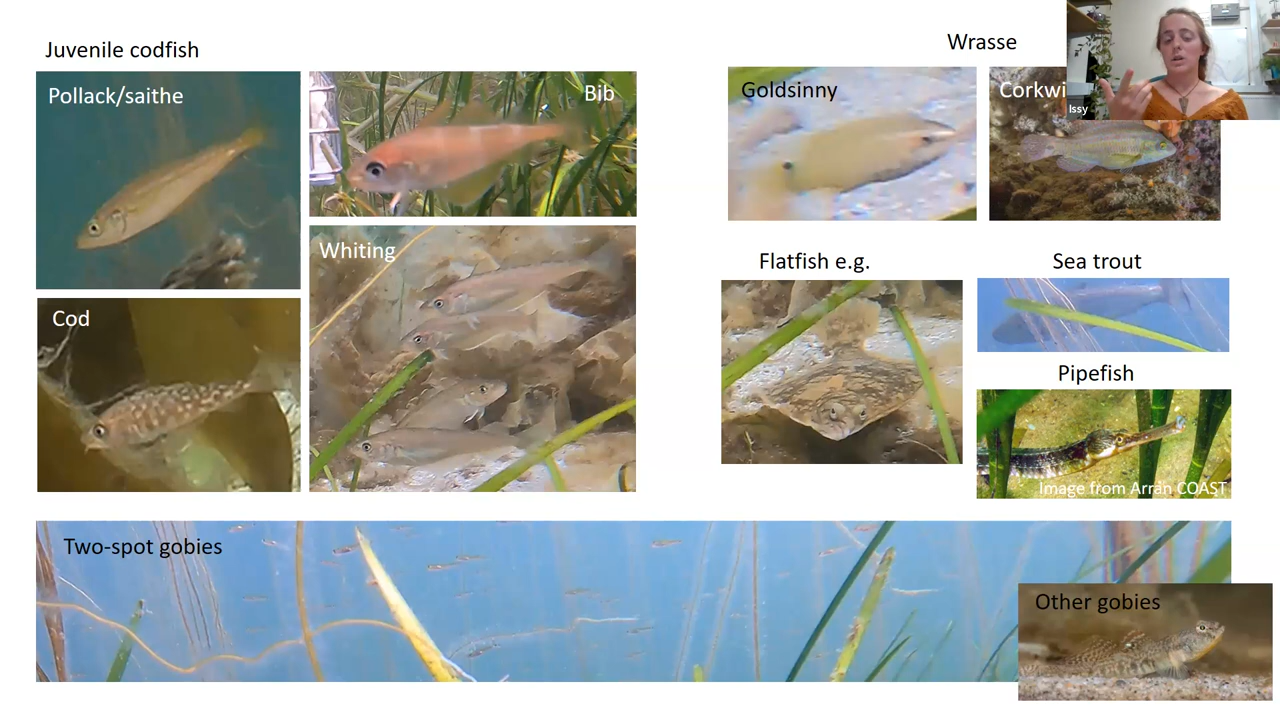 Juvenile codfish
Pollack/saithe
Bib
Cod
Whiting
Wrasse
Goldsinny
Corkwi
Issy
Flatfish e.g.
Sea trout
Pipefish
Image from Arran COAST
Two-spot gobies
Other gobies